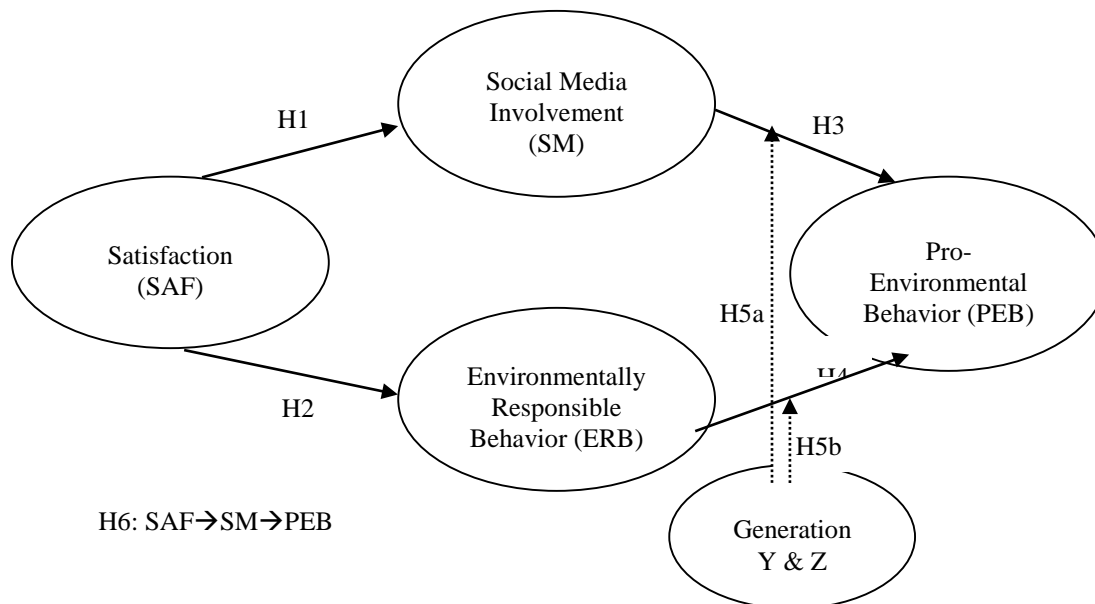 Social Media
Involvement
(SM)
H1
H3
Satisfaction
(SAF)
Pro-
Environmental
Behavior (PEB)
H5a
H4
Environmentally
Responsible
Behavior (ERB)
H2
H5b
H6: SAF→SM→PEB
Generation
Y & Z